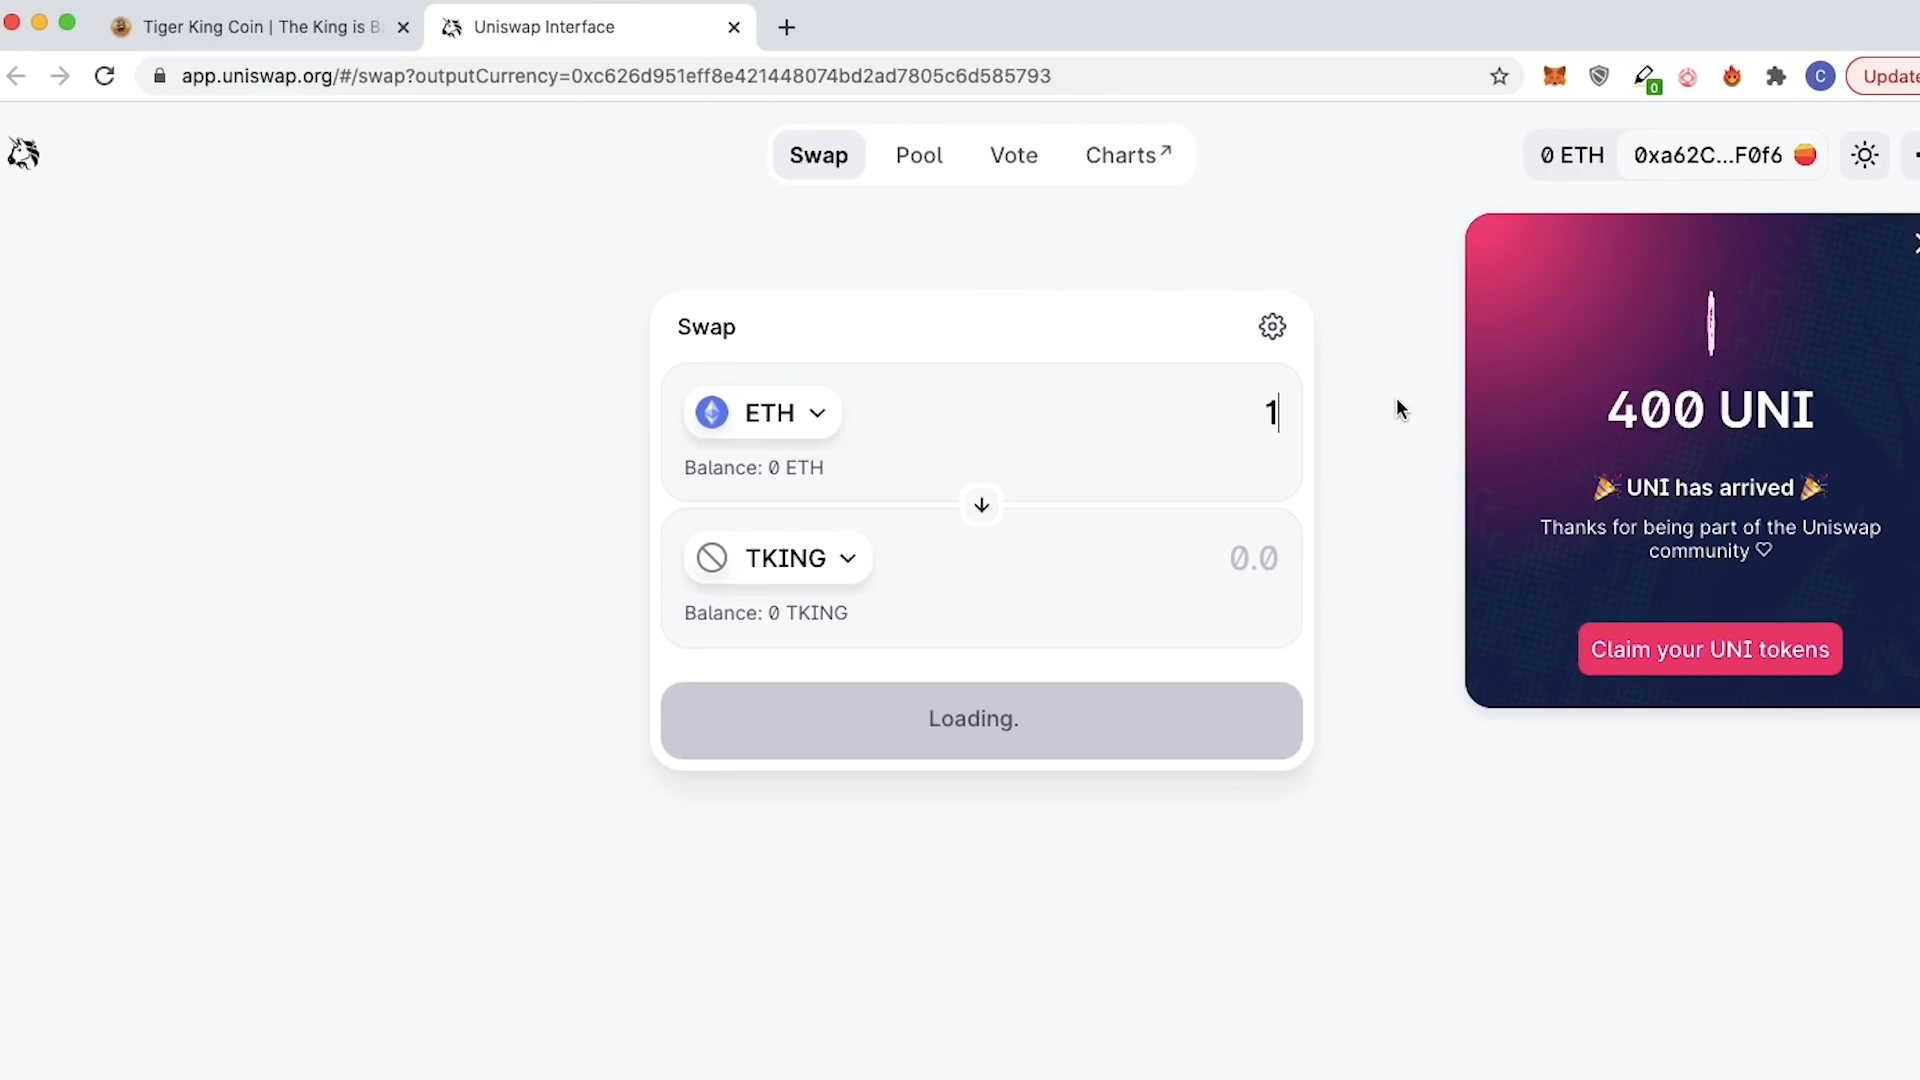 Tiger King Coin | The King is Ba
Uniswap Interface
app.uniswap.org/#/swap?outputCurrency=0xc626d951eff8e421448074bd2ad7805c6d585793
0
C
Update
Swap
Pool
Vote
Charts↗
0 ETH
0xa62C...F0f6
Swap
ETH
1
Balance: 0 ETH
TKING
0.0
Balance: 0 TKING
Loading.
400 UNI
🎉 UNI has arrived 🎉
Thanks for being part of the Uniswap
community ♡
Claim your UNI tokens